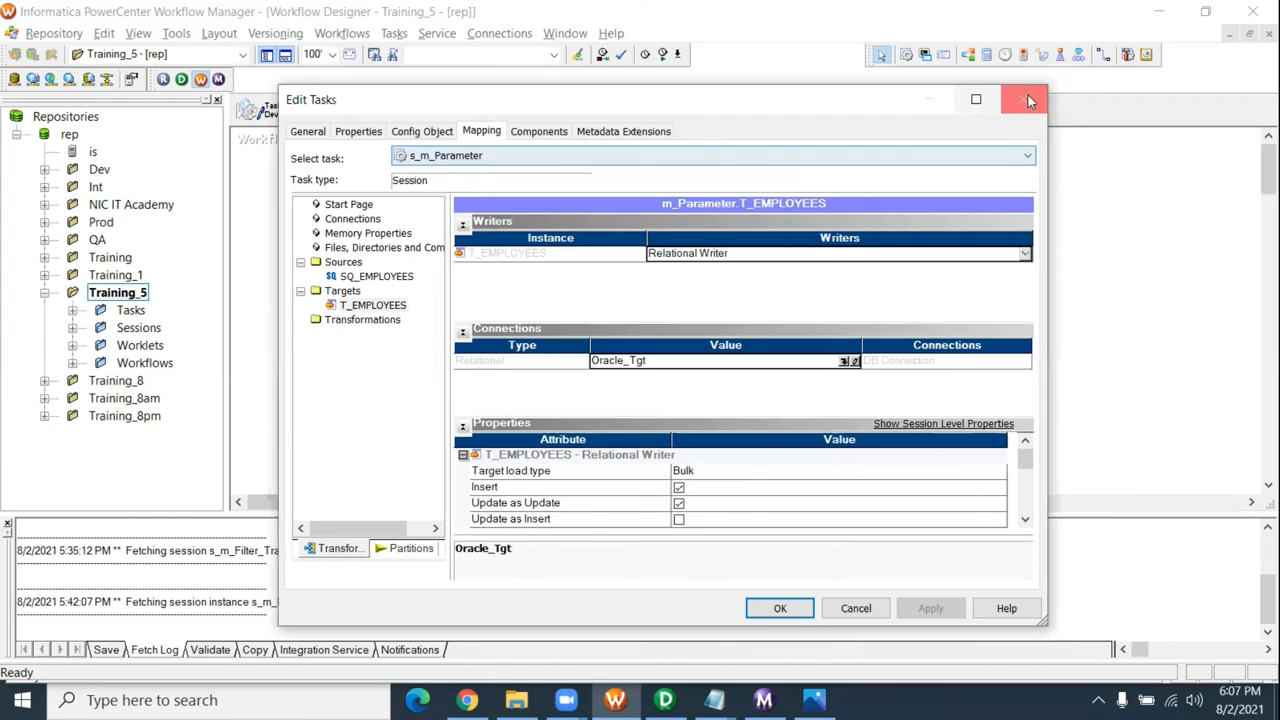 Informatica PowerCenter Workflow Manager - [Workflow Designer - Training_5 - [rep]]
Repository Edit View Tools Layout Versioning Workflows Tasks Service Connections Window Help
Training_5 - [rep]
100'
R D W M
Repositories
rep
is
Dev
Int
NIC IT Academy
Prod
QA
Training
Training_1
Training_5
Tasks
Sessions
Worklets
Workflows
Training_8
Training_8am
Training_8pm
Edit Tasks
General Properties Config Object Mapping Components Metadata Extensions
Select task: s_m_Parameter
Task type: Session
Start Page
Connections
Memory Properties
Files, Directories and Com
Sources
SQ_EMPLOYEES
Targets
T_EMPLOYEES
Transformations
Transfor... Partitions
m_Parameter.T_EMPLOYEES
Writers
Instance Writers
T_EMPLOYEES Relational Writer
Connections
Type Value Connections
Relational Oracle_Tgt DB Connection
Properties Show Session Level Properties
Attribute Value
T_EMPLOYEES - Relational Writer
Target load type Bulk
Insert
Update as Update
Update as Insert
Oracle_Tgt
OK Cancel Apply Help
8/2/2021 5:35:12 PM ** Fetching session s_m_Filter_Tra
8/2/2021 5:42:07 PM ** Fetching session instance s_m_
Save Fetch Log Validate Copy Integration Service Notifications
Ready
Type here to search
W D M
6:07 PM
8/2/2021